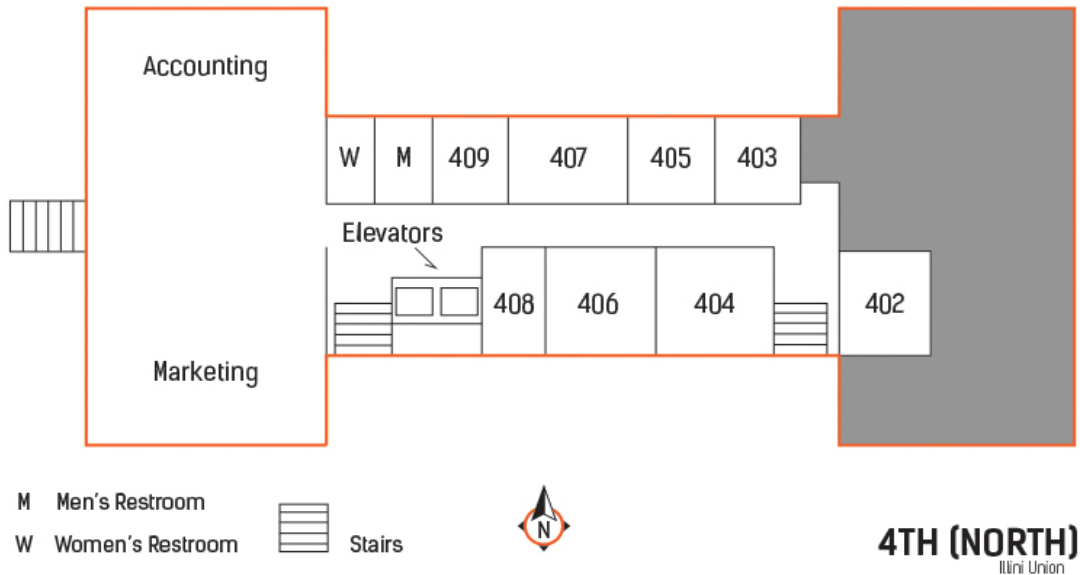 Accounting
W M 409 407 405 403
Elevators
408 406 404 402
Marketing
M Men's Restroom
W Women's Restroom
Stairs
N
4TH (NORTH)
Illini Union